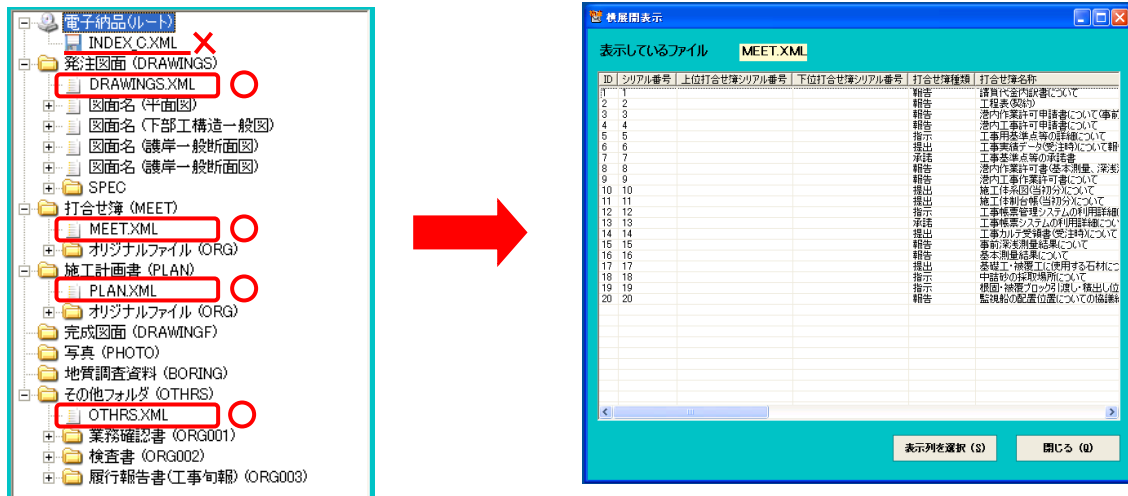 電子納品(ルート)
INDEX_C.XML
発注図面 (DRAWINGS)
DRAWINGS.XML
図面名 (平面図)
図面名 (下部工構造一般図)
図面名 (護岸一般断面図)
図面名 (護岸一般断面図)
SPEC
打合せ簿 (MEET)
MEET.XML
オリジナルファイル (ORG)
施工計画書 (PLAN)
PLAN.XML
オリジナルファイル (ORG)
完成図面 (DRAWINGF)
写真 (PHOTO)
地質調査資料 (BORING)
その他フォルダ (OTHRS)
OTHRS.XML
業務確認書 (ORG001)
検査書 (ORG002)
履行報告書(工事旬報) (ORG003)
横展開表示
表示しているファイル MEET.XML
ID シリアル番号 上位打合せ簿シリアル番号 下位打合せ簿シリアル番号 打合せ簿種類 打合せ簿名称
1 1 報告 請負代金内訳書について
2 2 報告 工程表(契約)
3 3 報告 港内作業許可申請書について(事前
4 4 報告 港内工事許可申請書について
5 5 指示 工事用基準点等の詳細について
6 6 提出 工事実績データ(受注時)について報
7 7 承諾 工事基準点等の承諾書
8 8 報告 港内作業許可書(基本測量、深浅
9 9 報告 港内工事作業許可書について
10 10 提出 施工体系図(当初分)について
11 11 提出 施工体制台帳(当初分)について
12 12 指示 工事帳票管理システムの利用詳細
13 13 承諾 工事帳票システムの利用詳細につい
14 14 提出 工事カルテ受領書(受注時)について
15 15 報告 事前深浅測量結果について
16 16 報告 基本測量結果について
17 17 提出 基礎工・被覆工に使用する石材に
18 18 指示 中詰砂の採取場所について
19 19 指示 根固・被覆ブロック引渡し・積出し位
20 20 報告 監視船の配置位置についての協議
表示列を選択 (S) 閉じる (Q)